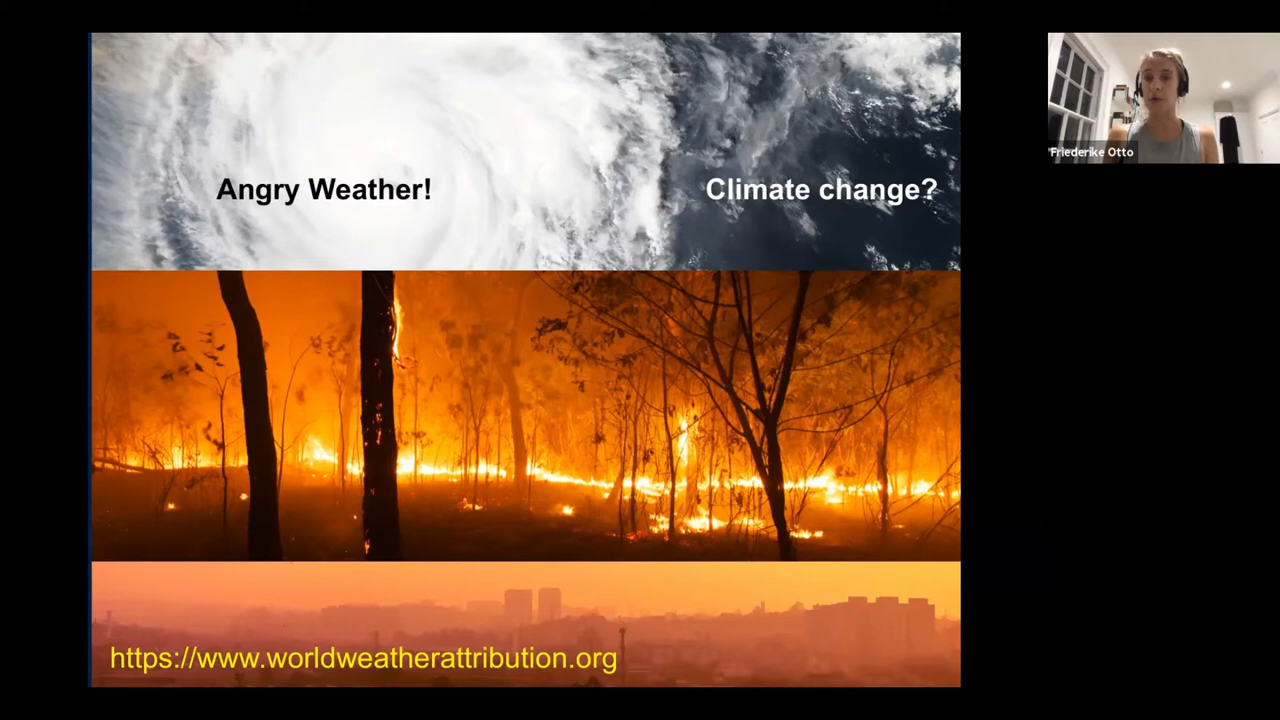 Angry Weather!
Climate change?
Friederike Otto
https://www.worldweatherattribution.org